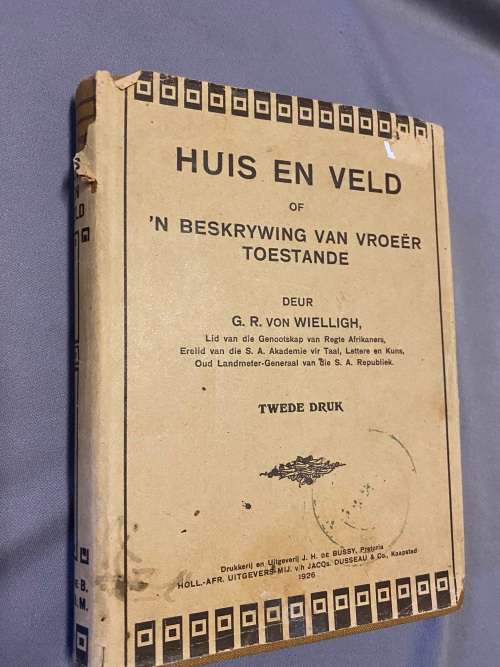 HUIS EN VELD
OF
'N BESKRYWING VAN VROEËR
TOESTANDE
DEUR
G. R. VON WIELLIGH,
Lid van die Genootskap van Regte Afrikaners,
Erelid van die S. A. Akademie vir Taal, Lettere en Kuns,
Oud Landmeter-Generaal van die S. A. Republiek.
TWEDE DRUK
Drukkerij en Uitgeverij J. H. DE BUSSY, Pretoria
HOLL.-AFR. UITGEVERS-MIJ. v/h JACQs. DUSSEAU & Co., Kaapstad
1926